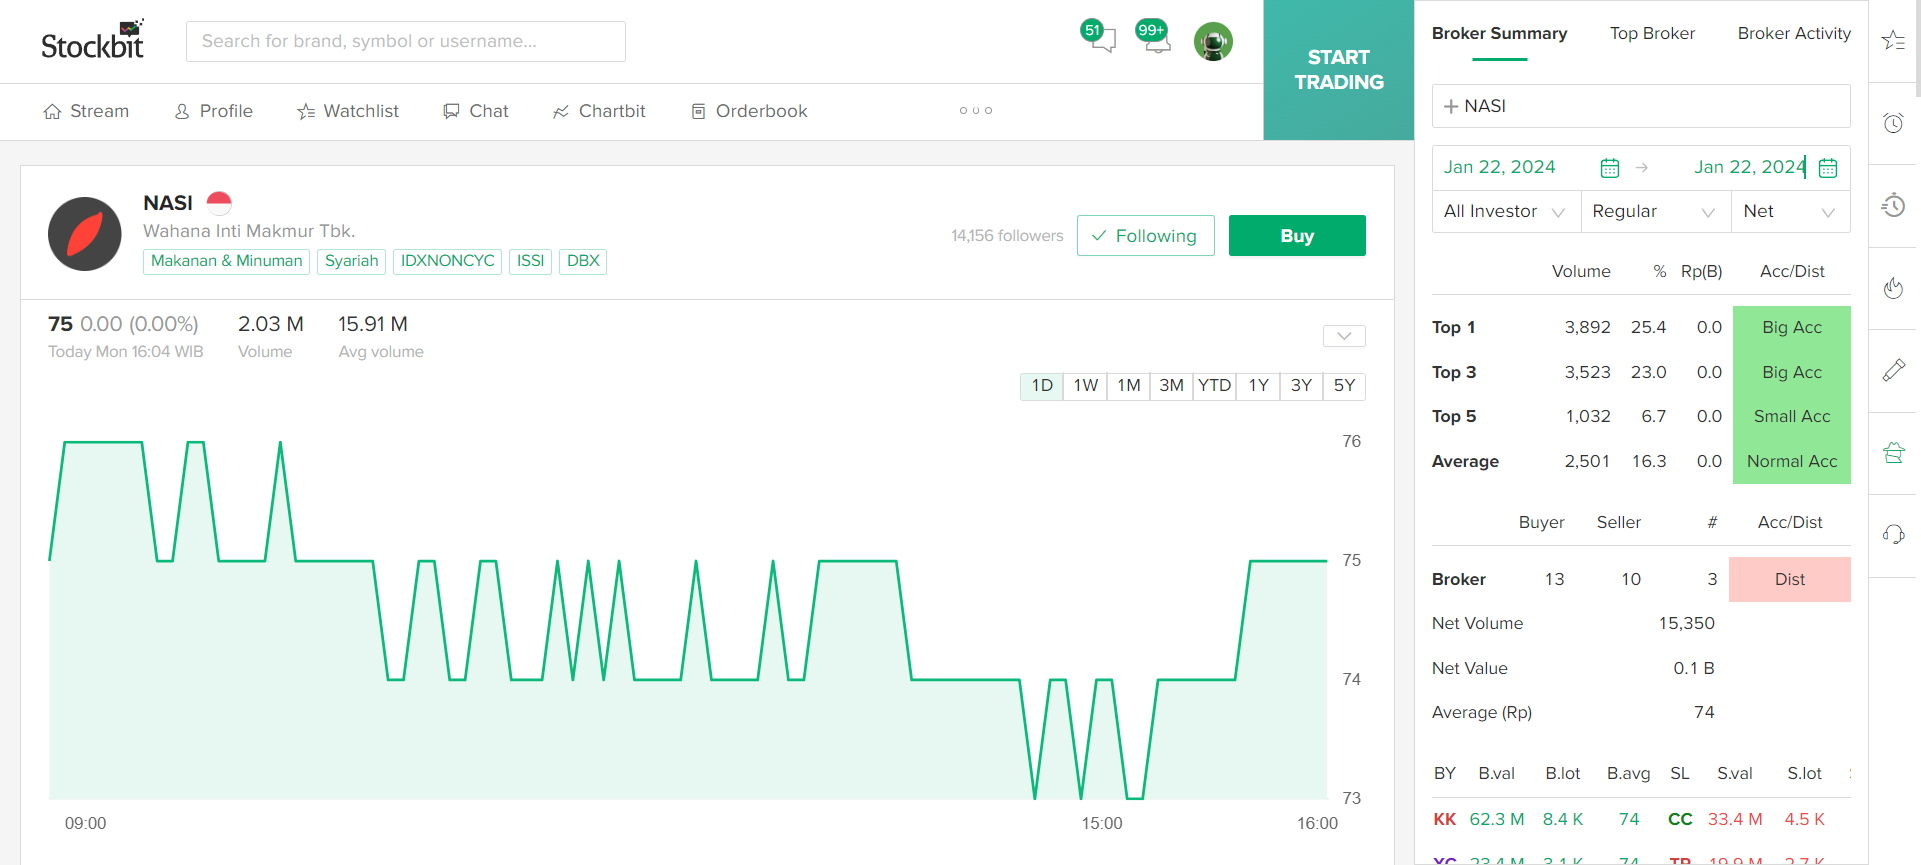 Stockbit
Search for brand, symbol or username...
51
99+
START
TRADING
Stream
Profile
Watchlist
Chat
Chartbit
Orderbook
NASI
Wahana Inti Makmur Tbk.
Makanan & Minuman Syariah IDXNONCYC ISSI DBX
14,156 followers
Following
Buy
75 0.00 (0.00%) 2.03 M 15.91 M
Today Mon 16:04 WIB Volume Avg volume
1D 1W 1M 3M YTD 1Y 3Y 5Y
76
75
74
73
09:00 15:00 16:00
Broker Summary Top Broker Broker Activity
+ NASI
Jan 22, 2024 → Jan 22, 2024
All Investor Regular Net
Volume % Rp(B) Acc/Dist
Top 1 3,892 25.4 0.0 Big Acc
Top 3 3,523 23.0 0.0 Big Acc
Top 5 1,032 6.7 0.0 Small Acc
Average 2,501 16.3 0.0 Normal Acc
Buyer Seller # Acc/Dist
Broker 13 10 3 Dist
Net Volume 15,350
Net Value 0.1 B
Average (Rp) 74
BY B.val B.lot B.avg SL S.val S.lot
KK 62.3 M 8.4 K 74 CC 33.4 M 4.5 K